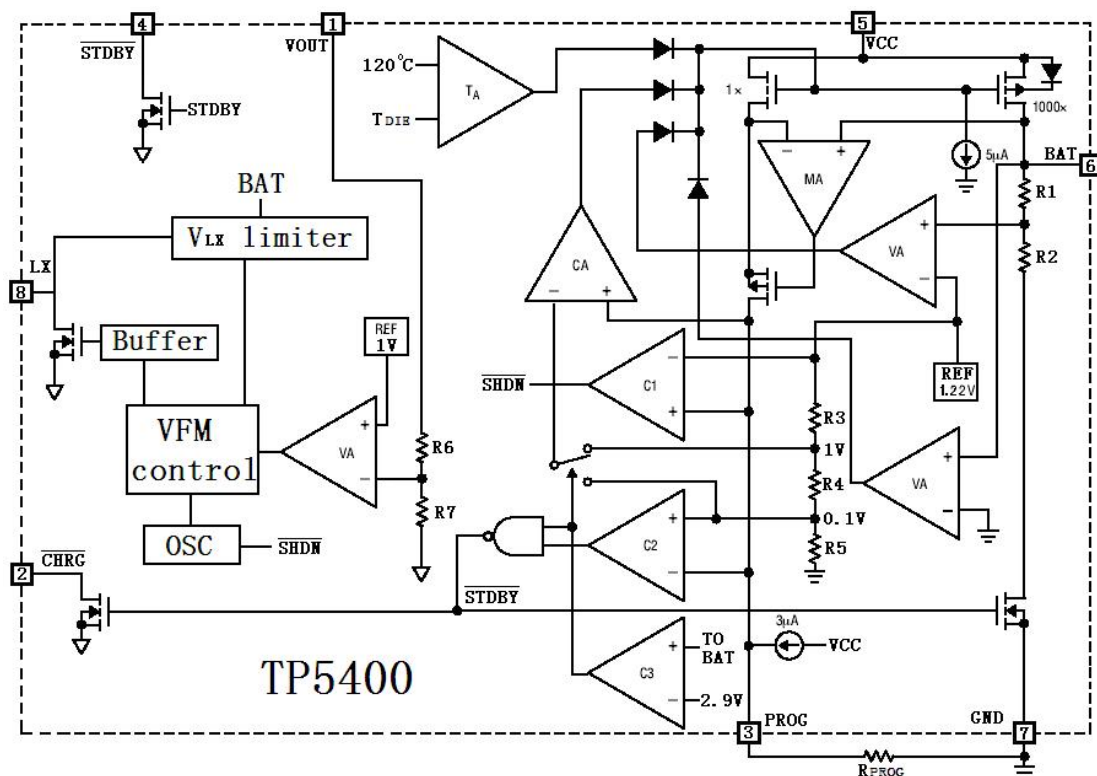 4
1
5
STDBY
VOUT
VCC
120°C
TA
TDIE
STDBY
1×
1000×
5μA
BAT
6
MA
R1
BAT
VLX limiter
VA
R2
CA
LX
8
Buffer
REF
1V
SHDN
C1
REF
1.22V
VFM
control
VA
R6
R3
1V
VA
R7
R4
0.1V
OSC
SHDN
C2
R5
CHRG
2
STDBY
3μA
VCC
TP5400
C3
TO
BAT
2.9V
3
PROG
GND
7
RPROG